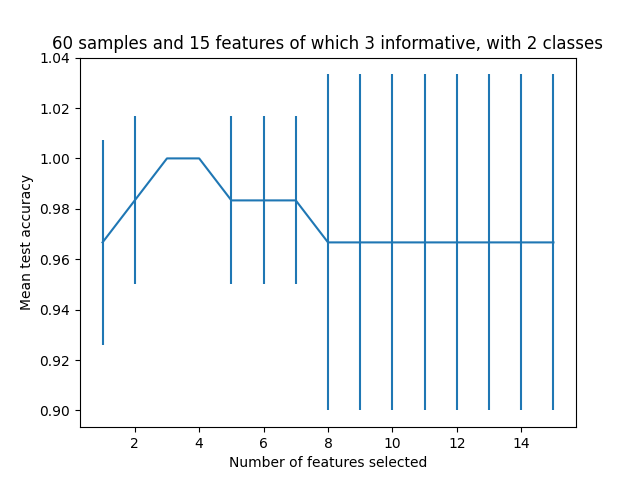 60 samples and 15 features of which 3 informative, with 2 classes
1.04
1.02
1.00
0.98
0.96
0.94
0.92
0.90
Mean test accuracy
2 4 6 8 10 12 14
Number of features selected